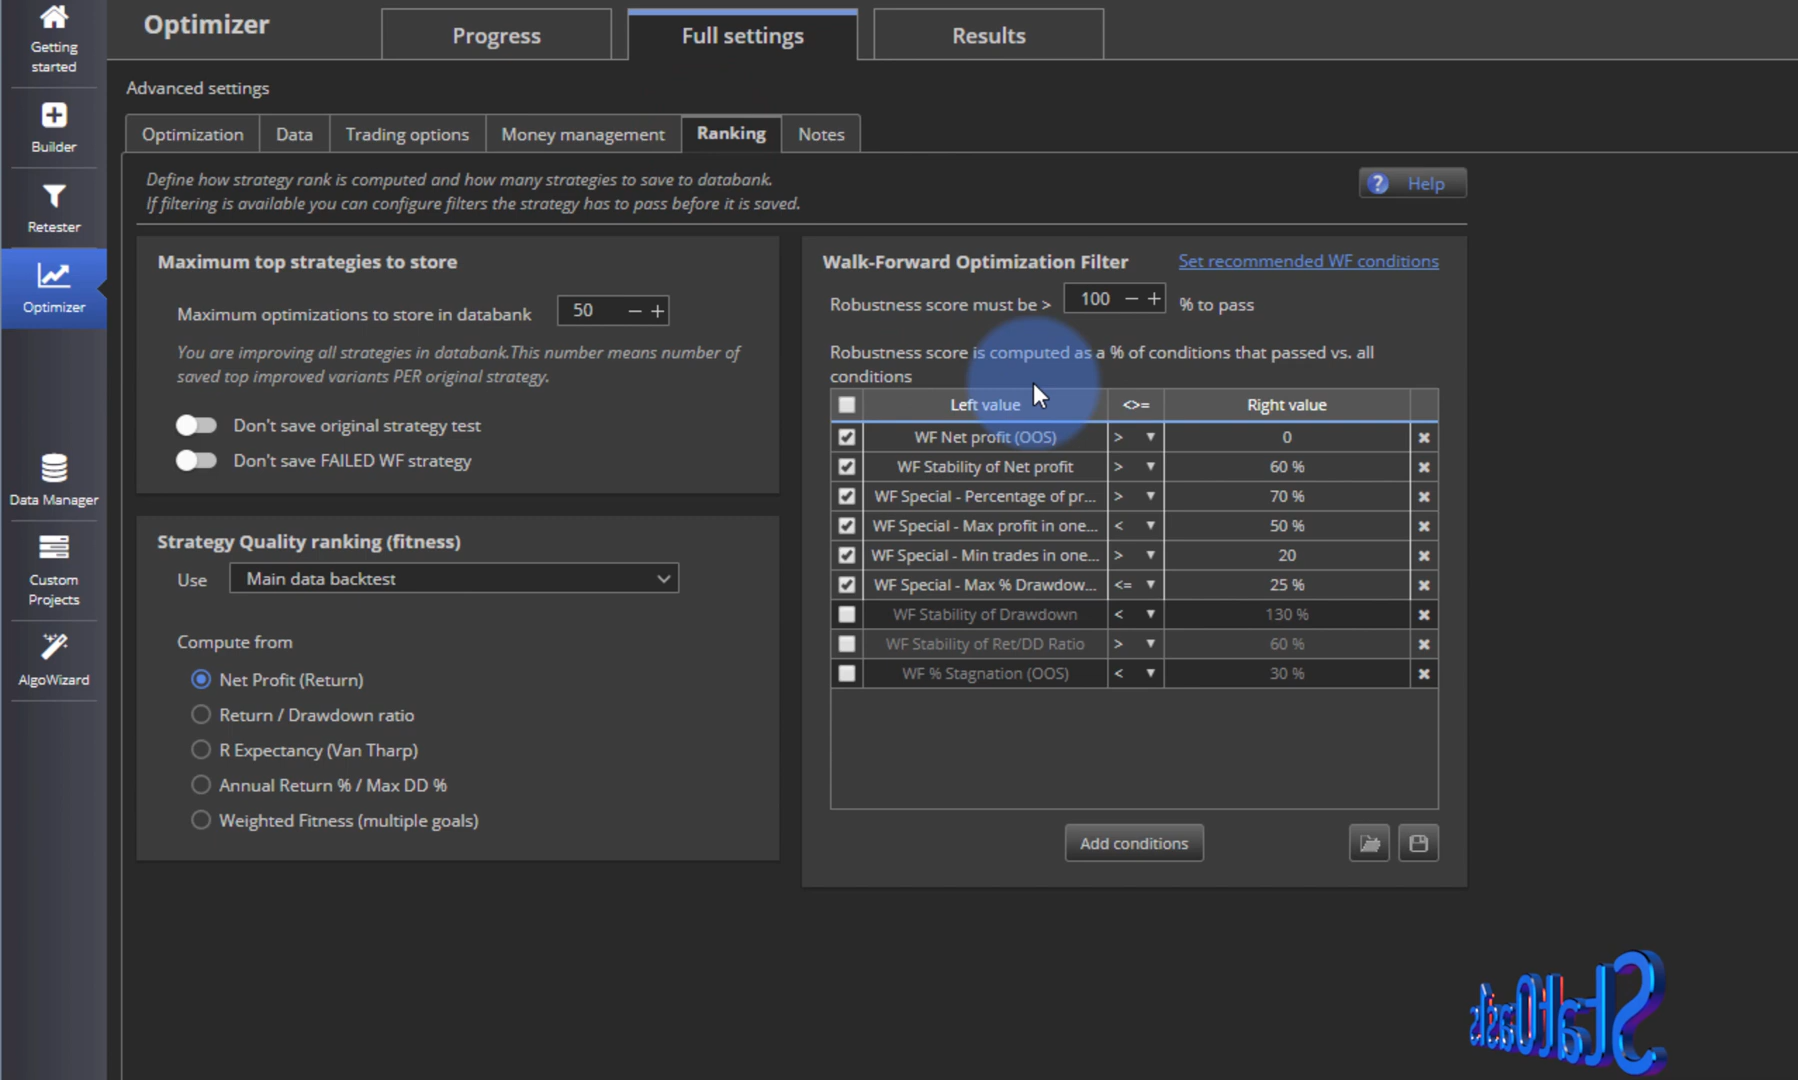 Getting
started
Builder
Retester
Optimizer
Data Manager
Custom
Projects
AlgoWizard
Optimizer
Progress
Full settings
Results
Advanced settings
Optimization
Data
Trading options
Money management
Ranking
Notes
Define how strategy rank is computed and how many strategies to save to databank.
If filtering is available you can configure filters the strategy has to pass before it is saved.
? Help
Maximum top strategies to store
Maximum optimizations to store in databank 50 − +
You are improving all strategies in databank.This number means number of
saved top improved variants PER original strategy.
Don't save original strategy test
Don't save FAILED WF strategy
Strategy Quality ranking (fitness)
Use Main data backtest
Compute from
Net Profit (Return)
Return / Drawdown ratio
R Expectancy (Van Tharp)
Annual Return % / Max DD %
Weighted Fitness (multiple goals)
Walk-Forward Optimization Filter Set recommended WF conditions
Robustness score must be > 100 − + % to pass
Robustness score is computed as a % of conditions that passed vs. all
conditions
Left value <>= Right value
WF Net profit (OOS) > 0
WF Stability of Net profit > 60 %
WF Special - Percentage of pr... > 70 %
WF Special - Max profit in one... < 50 %
WF Special - Min trades in one... > 20
WF Special - Max % Drawdow... <= 25 %
WF Stability of Drawdown < 130 %
WF Stability of Ret/DD Ratio > 60 %
WF % Stagnation (OOS) < 30 %
Add conditions